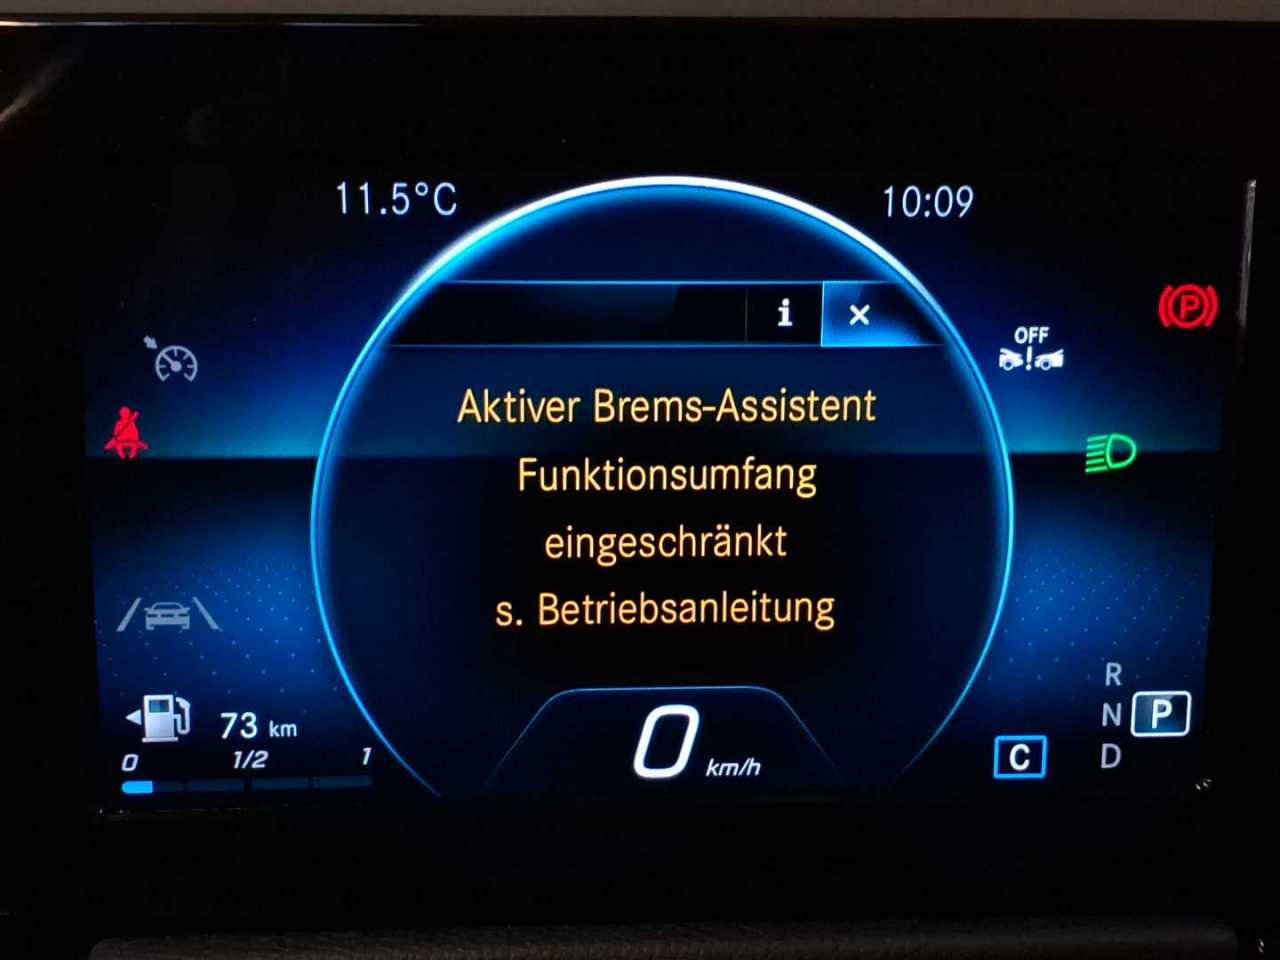 11.5°C
10:09
i
×
OFF
P
Aktiver Brems-Assistent
Funktionsumfang
eingeschränkt
s. Betriebsanleitung
73 km
0 1/2 1
0 km/h
C
R
N P
D